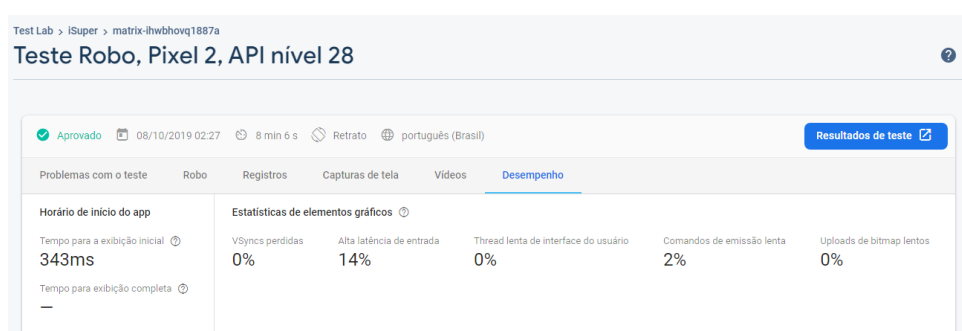 Test Lab > iSuper > matrix-ihwbhovq1887a
Teste Robo, Pixel 2, API nível 28
Aprovado 08/10/2019 02:27 8 min 6 s Retrato português (Brasil)
Resultados de teste
Problemas com o teste Robo Registros Capturas de tela Vídeos Desempenho
Horário de início do app
Tempo para a exibição inicial
343ms
Tempo para exibição completa
—
Estatísticas de elementos gráficos
VSyncs perdidas Alta latência de entrada Thread lenta de interface do usuário Comandos de emissão lenta Uploads de bitmap lentos
0% 14% 0% 2% 0%